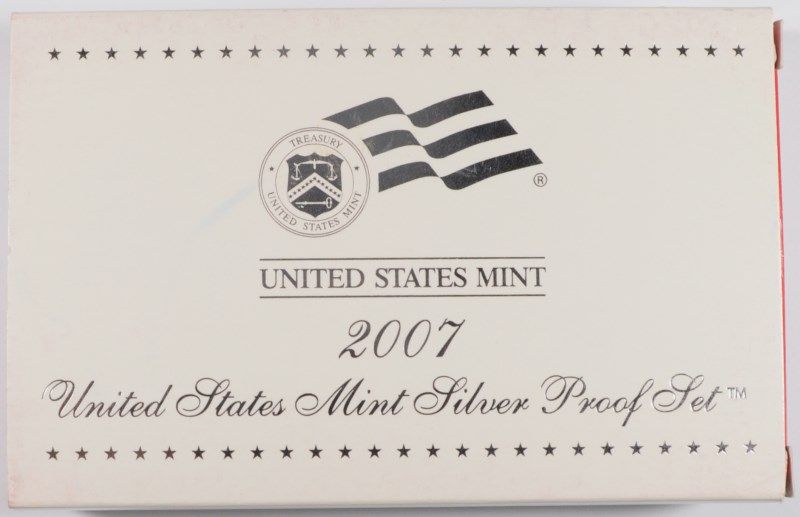 TREASURY
UNITED STATES MINT
®
UNITED STATES MINT
2007
United States Mint Silver Proof Set™